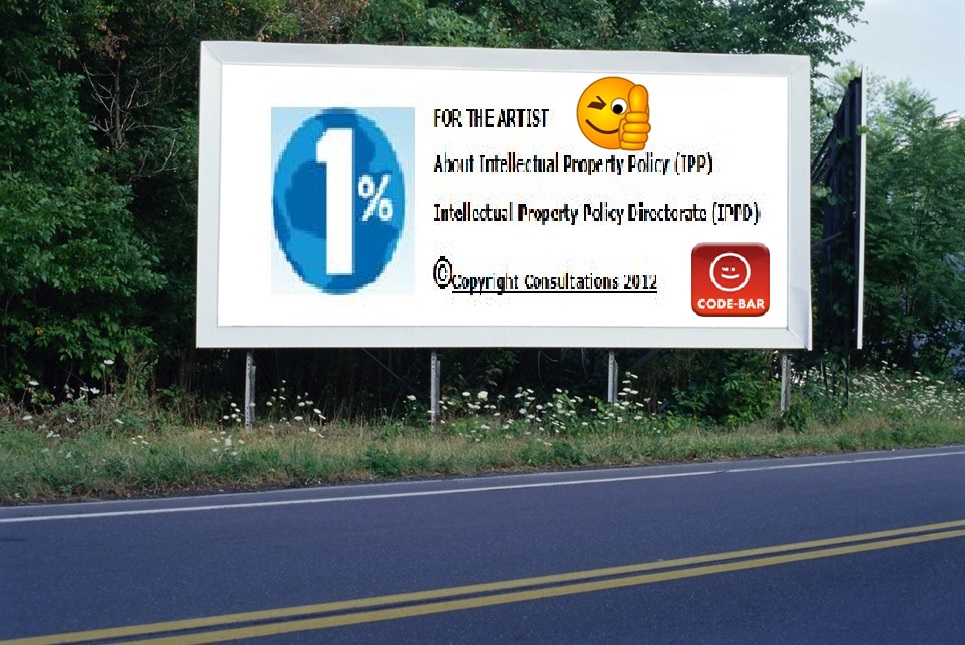 1%
FOR THE ARTIST
About Intellectual Property Policy (IPP)
Intellectual Property Policy Directorate (IPPD)
©Copyright Consultations 2012
CODE-BAR